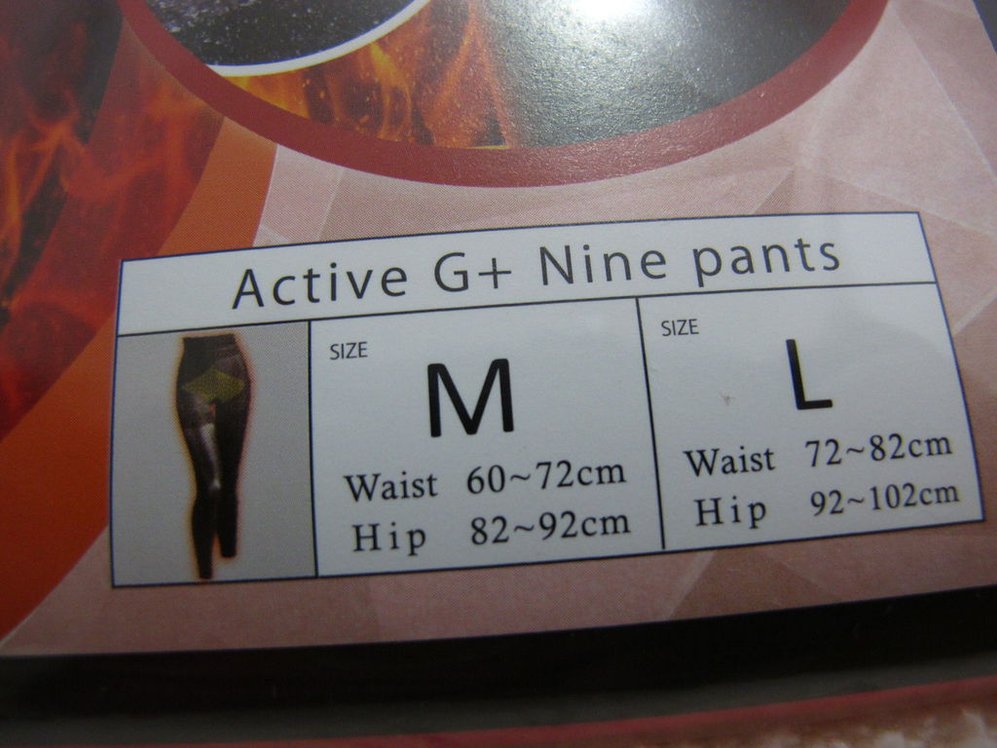 Active G+ Nine pants
SIZE
M
Waist 60~72cm
Hip 82~92cm
SIZE
L
Waist 72~82cm
Hip 92~102cm